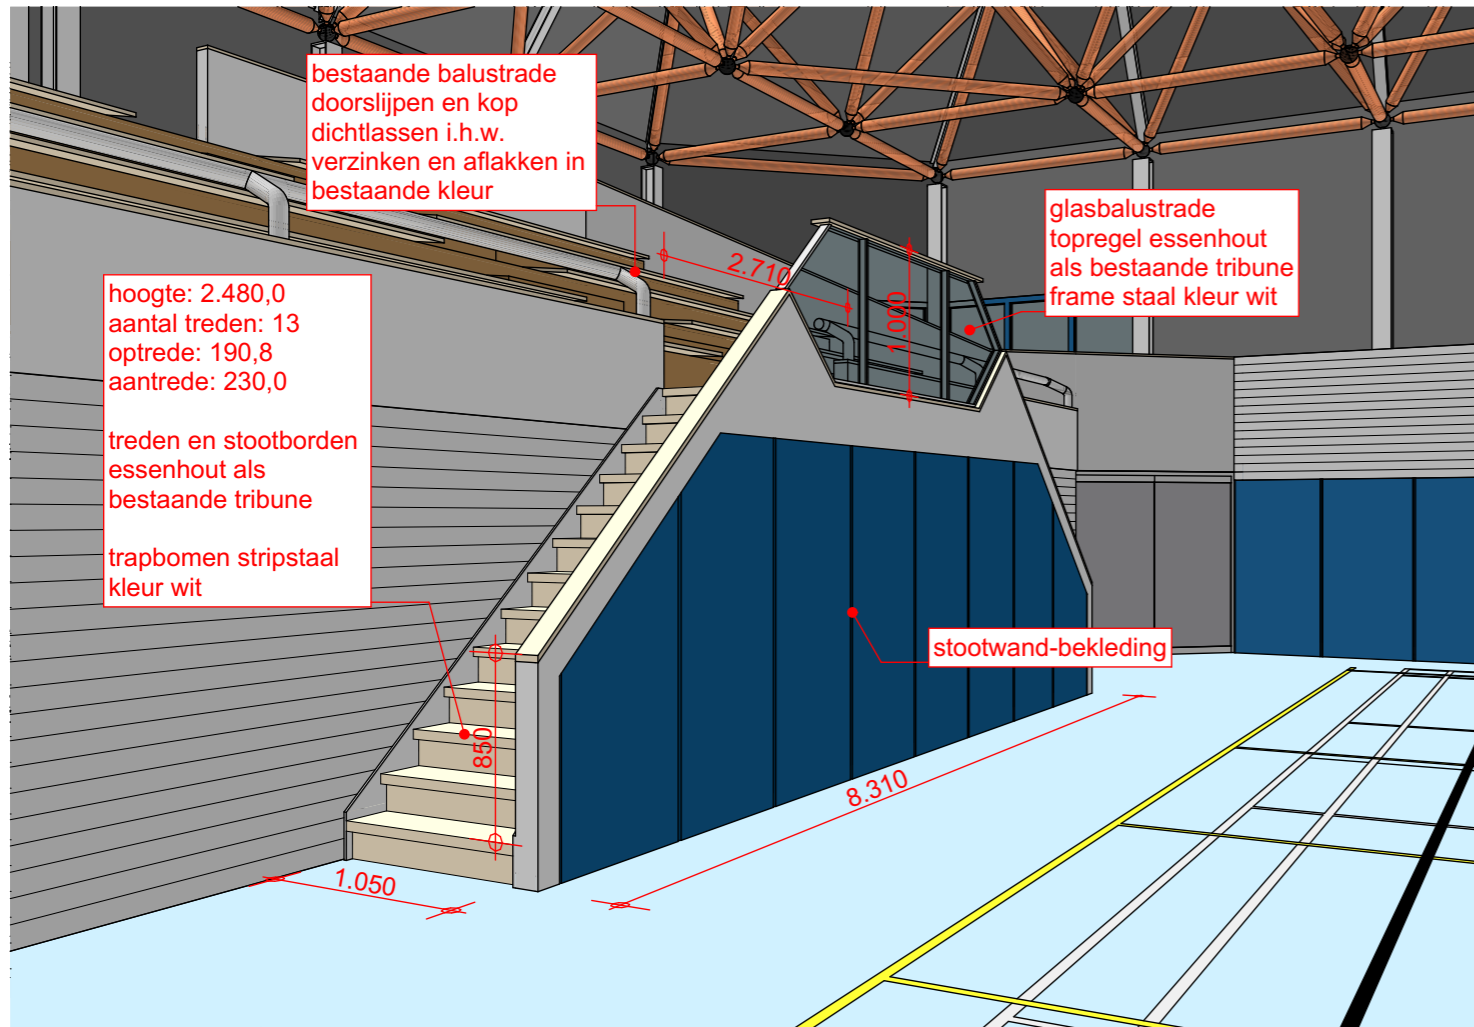 bestaande balustrade
doorslijpen en kop
dichtlassen i.h.w.
verzinken en aflakken in
bestaande kleur
glasbalustrade
topregel essenhout
als bestaande tribune
frame staal kleur wit
2.710
1.000
hoogte: 2.480,0
aantal treden: 13
optrede: 190,8
aantrede: 230,0
treden en stootborden
essenhout als
bestaande tribune
trapbomen stripstaal
kleur wit
stootwand-bekleding
850
8.310
1.050